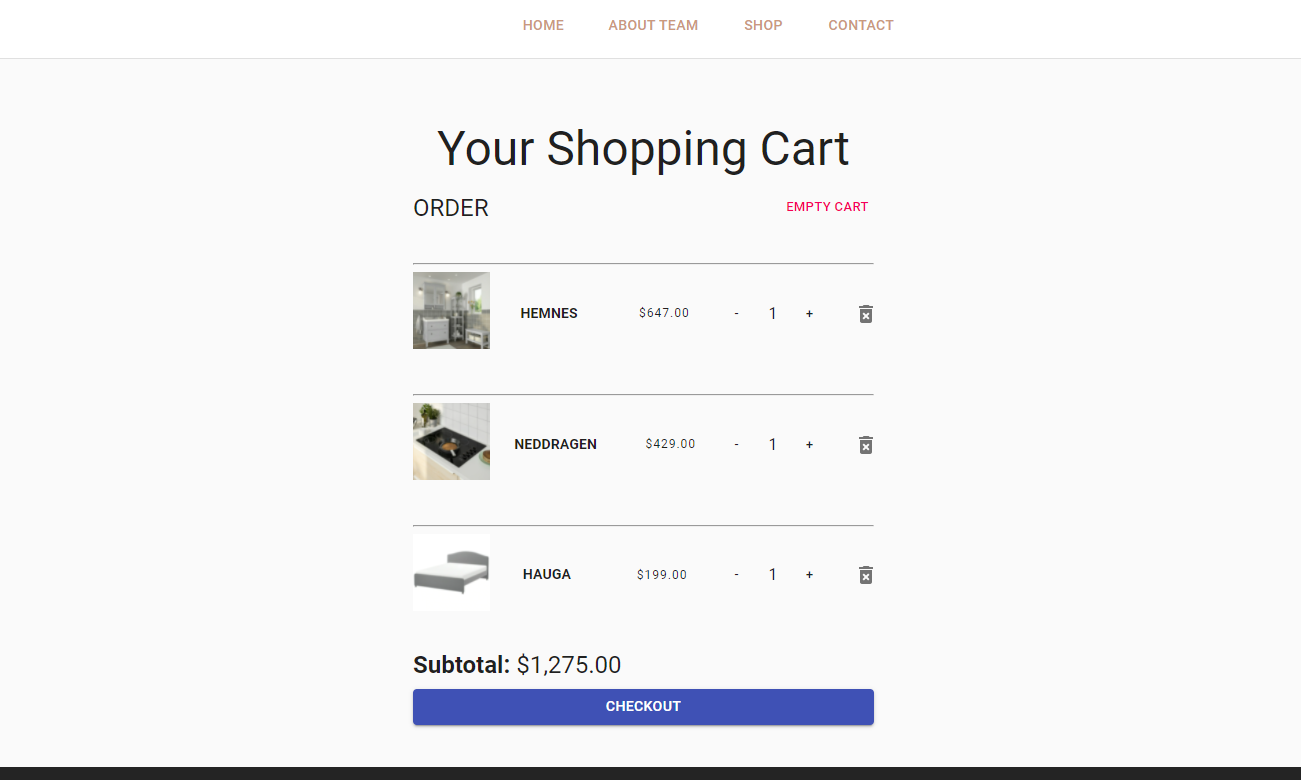 HOME ABOUT TEAM SHOP CONTACT
Your Shopping Cart
ORDER EMPTY CART
HEMNES $647.00 - 1 +
NEDDRAGEN $429.00 - 1 +
HAUGA $199.00 - 1 +
Subtotal: $1,275.00
CHECKOUT